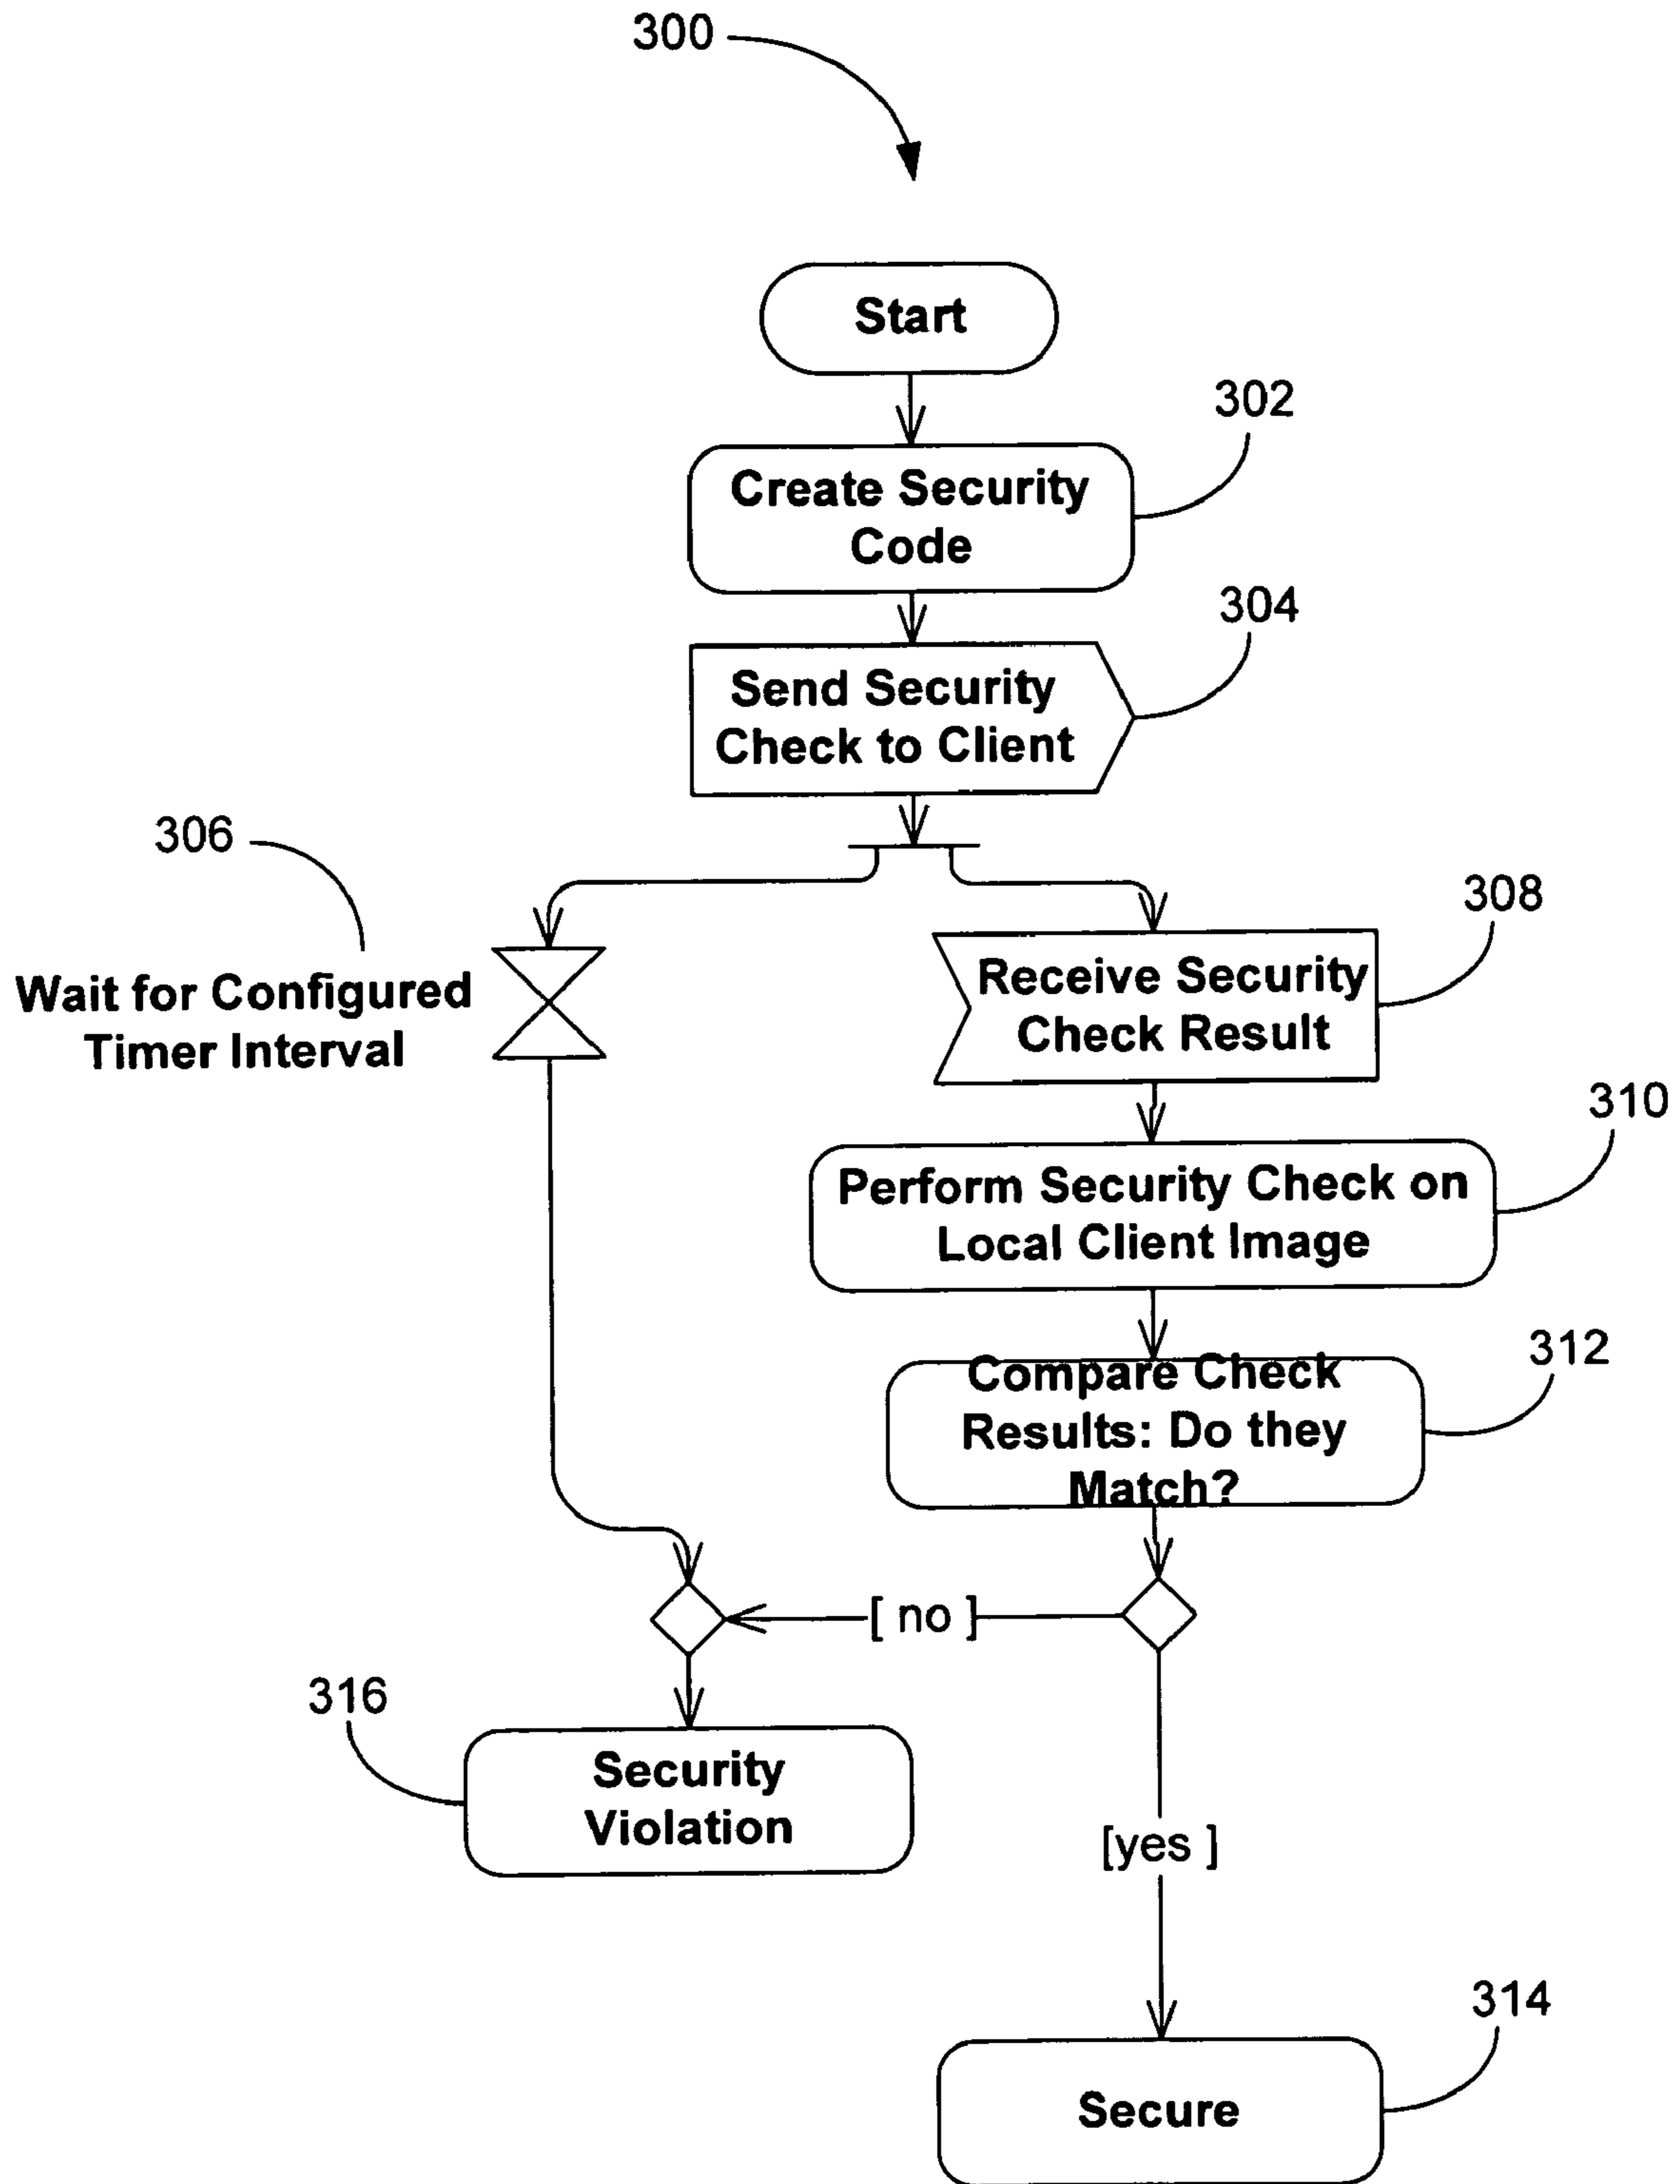 300
Start
302
Create Security
Code
304
Send Security
Check to Client
306
Wait for Configured
Timer Interval
308
Receive Security
Check Result
310
Perform Security Check on
Local Client Image
312
Compare Check
Results: Do they
Match?
[ no ]
316
Security
Violation
[yes ]
314
Secure